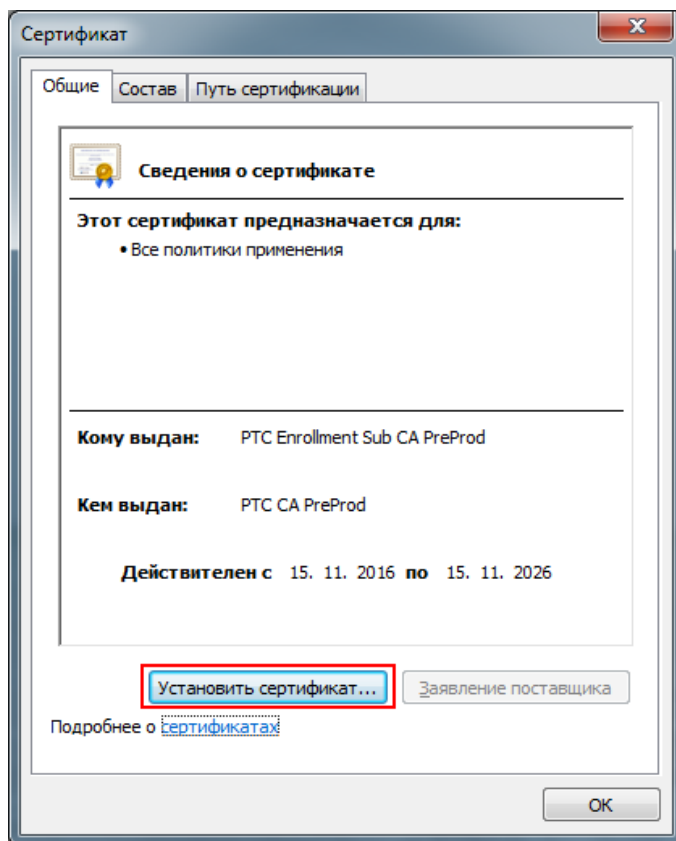 Сертификат
Общие Состав Путь сертификации
Сведения о сертификате
Этот сертификат предназначается для:
• Все политики применения
Кому выдан: PTC Enrollment Sub CA PreProd
Кем выдан: PTC CA PreProd
Действителен с 15. 11. 2016 по 15. 11. 2026
Установить сертификат... Заявление поставщика
Подробнее о сертификатах
ОК